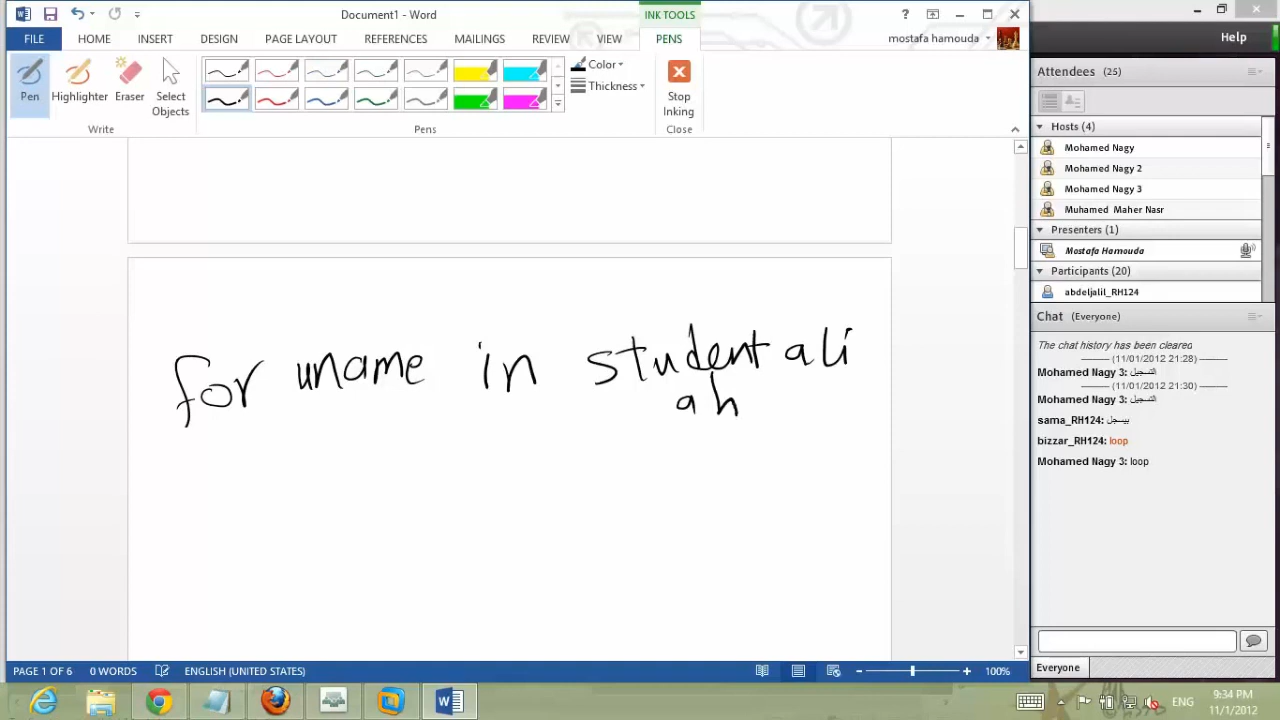 Document1 - Word
INK TOOLS
?
FILE
HOME
INSERT
DESIGN
PAGE LAYOUT
REFERENCES
MAILINGS
REVIEW
VIEW
PENS
mostafa hamouda
Help
Pen
Highlighter
Eraser
Select
Objects
Color
Thickness
Stop
Inking
Write
Pens
Close
for uname in student ali
ah
PAGE 1 OF 6
0 WORDS
ENGLISH (UNITED STATES)
100%
Attendees (25)
Hosts (4)
Mohamed Nagy
Mohamed Nagy 2
Mohamed Nagy 3
Muhamed Maher Nasr
Presenters (1)
Mostafa Hamouda
Participants (20)
abdeljalil_RH124
Chat (Everyone)
The chat history has been cleared
------- (11/01/2012 21:28) -------
Mohamed Nagy 3: التسجيل
------- (11/01/2012 21:30) -------
Mohamed Nagy 3: التسجيل
sama_RH124: بيسجل
bizzar_RH124: loop
Mohamed Nagy 3: loop
Everyone
ENG
9:34 PM
11/1/2012